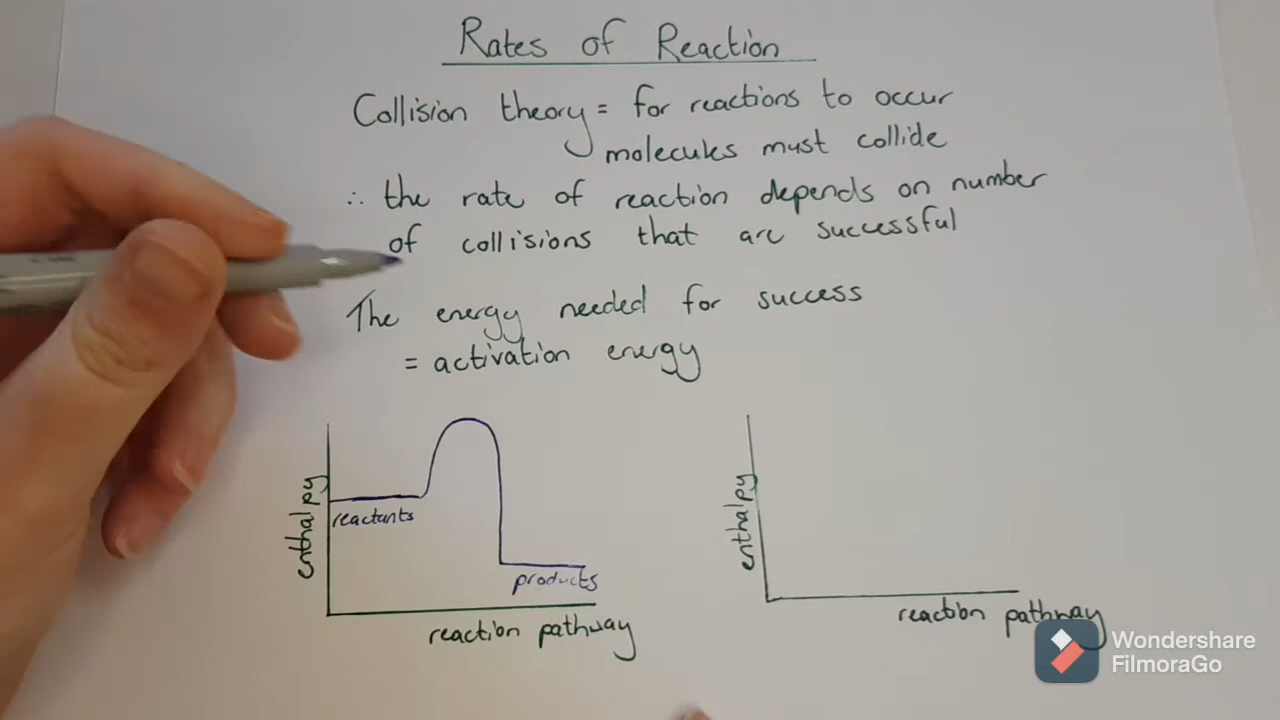 Rates of Reaction
Collision theory = for reactions to occur
molecules must collide
∴ the rate of reaction depends on number
of collisions that are successful
The energy needed for success
= activation energy
enthalpy
reactants
products
reaction pathway
enthalpy
reaction pathway
Wondershare
FilmoraGo